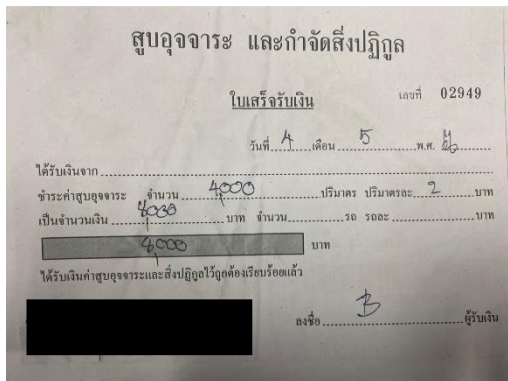 สูบอุจจาระ และกำจัดสิ่งปฏิกูล
ใบเสร็จรับเงิน
เลขที่ 02949
วันที่ 4 เดือน 5 พ.ศ.
ได้รับเงินจาก
ชำระค่าสูบอุจจาระ จำนวน 4000 ปริมาตร ปริมาตรละ 2 บาท
เป็นจำนวนเงิน 8000 บาท จำนวน รถ รถละ บาท
8,000 บาท
ได้รับเงินค่าสูบอุจจาระและสิ่งปฏิกูลไว้ถูกต้องเรียบร้อยแล้ว
ลงชื่อ ผู้รับเงิน